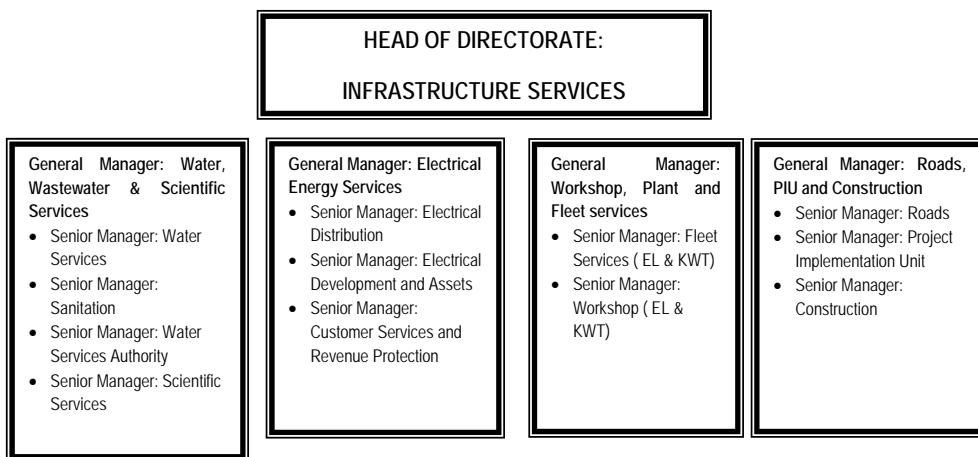 HEAD OF DIRECTORATE:
INFRASTRUCTURE SERVICES
General Manager: Water,
Wastewater & Scientific
Services
• Senior Manager: Water
Services
• Senior Manager:
Sanitation
• Senior Manager: Water
Services Authority
• Senior Manager: Scientific
Services
General Manager: Electrical
Energy Services
• Senior Manager: Electrical
Distribution
• Senior Manager: Electrical
Development and Assets
• Senior Manager:
Customer Services and
Revenue Protection
General Manager:
Workshop, Plant and
Fleet services
• Senior Manager: Fleet
Services ( EL & KWT)
• Senior Manager:
Workshop ( EL &
KWT)
General Manager: Roads,
PIU and Construction
• Senior Manager: Roads
• Senior Manager: Project
Implementation Unit
• Senior Manager:
Construction